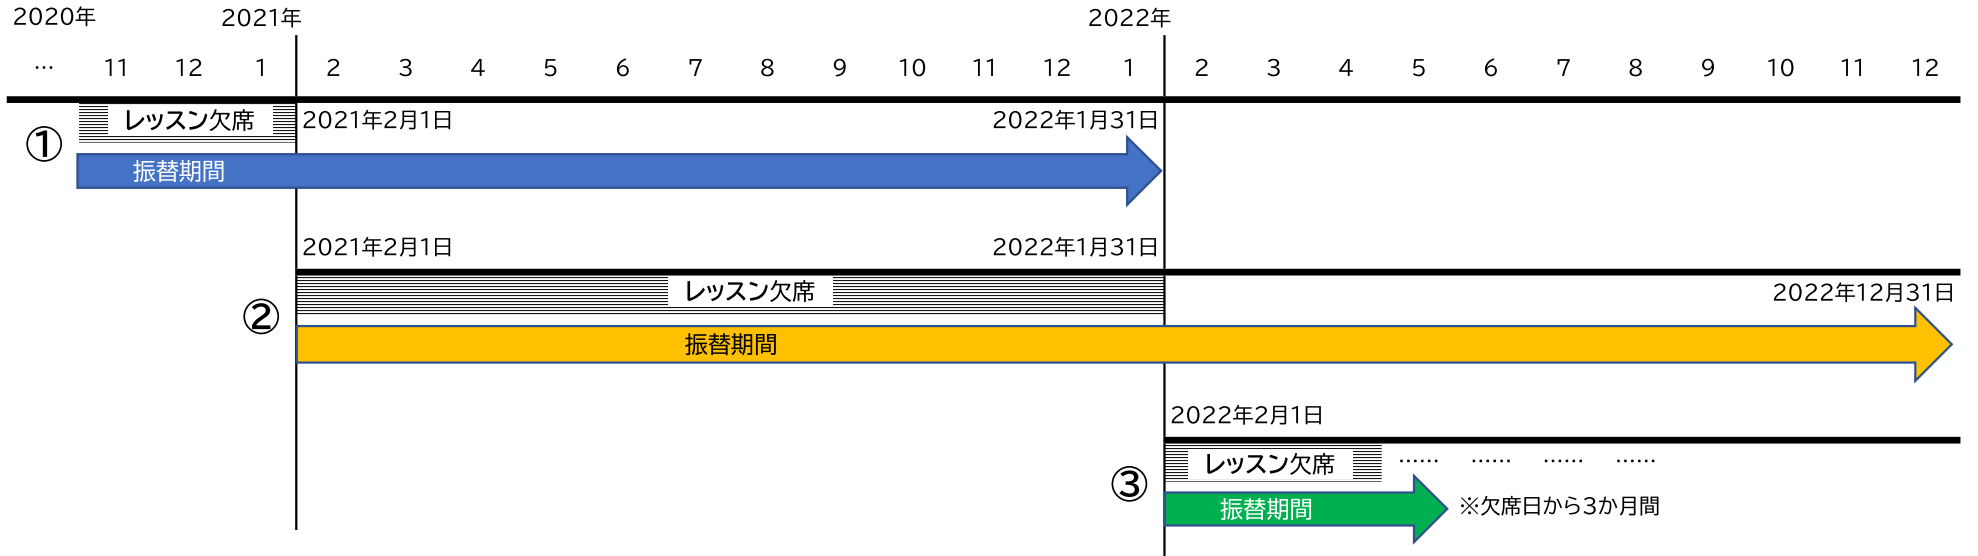 2020年 2021年 2022年
… 11 12 1 2 3 4 5 6 7 8 9 10 11 12 1 2 3 4 5 6 7 8 9 10 11 12
レッスン欠席 2021年2月1日 2022年1月31日
①
振替期間
2021年2月1日 2022年1月31日
レッスン欠席 2022年12月31日
②
振替期間
2022年2月1日
レッスン欠席 …… …… …… ……
③
振替期間 ※欠席日から3か月間